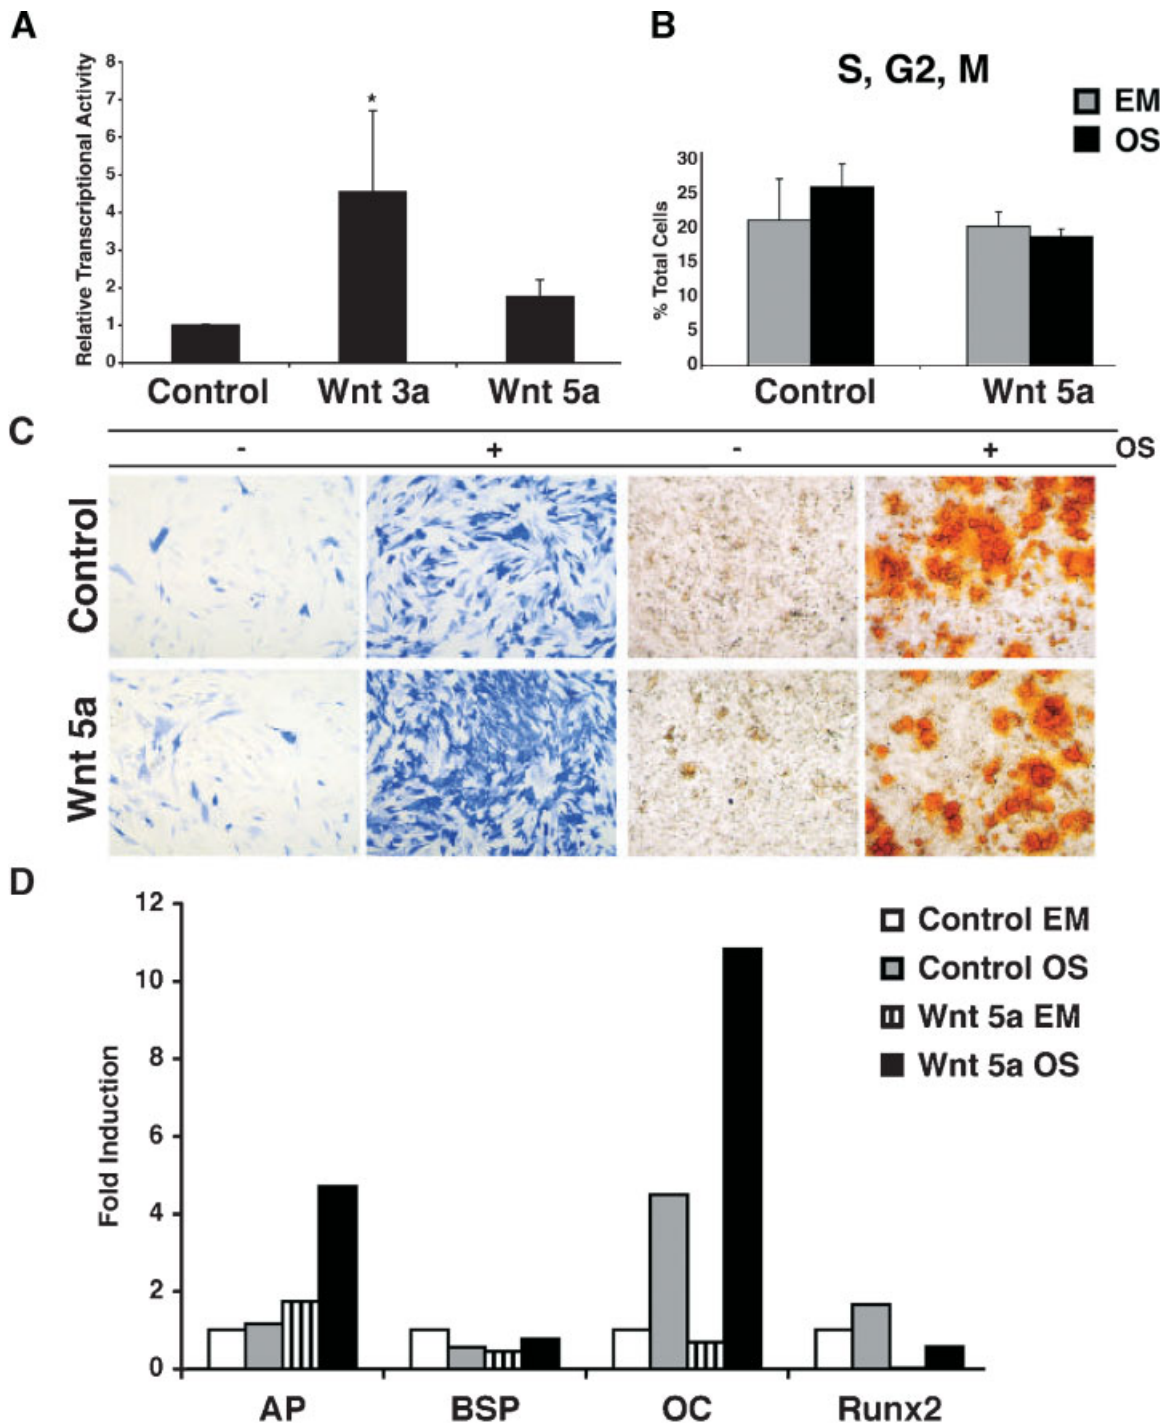 A
Relative Transcriptional Activity
8
7
6
5
4
3
2
1
0
*
Control
Wnt 3a
Wnt 5a
B
S, G2, M
EM
OS
% Total Cells
30
25
20
15
10
5
0
Control
Wnt 5a
C
- + - + OS
Control
Wnt 5a
D
Fold Induction
12
10
8
6
4
2
0
Control EM
Control OS
Wnt 5a EM
Wnt 5a OS
AP
BSP
OC
Runx2